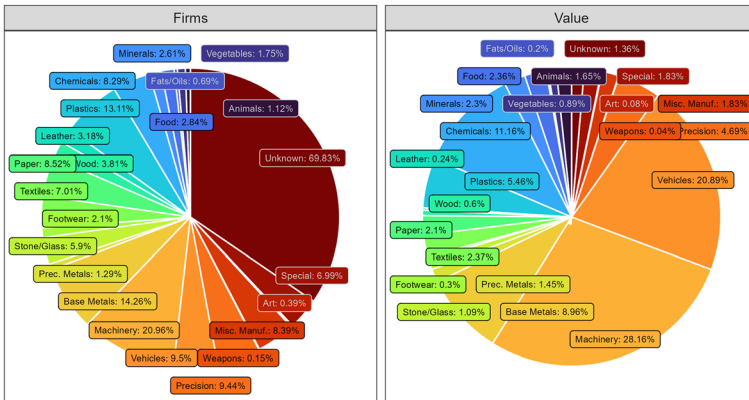 Firms
Minerals: 2.61%
Vegetables: 1.75%
Chemicals: 8.29%
Fats/Oils: 0.69%
Plastics: 13.11%
Animals: 1.12%
Food: 2.84%
Leather: 3.18%
Unknown: 69.83%
Paper: 8.52%
Wood: 3.81%
Textiles: 7.01%
Footwear: 2.1%
Stone/Glass: 5.9%
Prec. Metals: 1.29%
Special: 6.99%
Base Metals: 14.26%
Art: 0.39%
Machinery: 20.96%
Misc. Manuf.: 8.39%
Vehicles: 9.5%
Weapons: 0.15%
Precision: 9.44%
Value
Fats/Oils: 0.2%
Unknown: 1.36%
Food: 2.36%
Animals: 1.65%
Special: 1.83%
Minerals: 2.3%
Vegetables: 0.89%
Art: 0.08%
Misc. Manuf.: 1.83%
Chemicals: 11.16%
Weapons: 0.04%
Precision: 4.69%
Leather: 0.24%
Plastics: 5.46%
Vehicles: 20.89%
Wood: 0.6%
Paper: 2.1%
Textiles: 2.37%
Footwear: 0.3%
Prec. Metals: 1.45%
Stone/Glass: 1.09%
Base Metals: 8.96%
Machinery: 28.16%